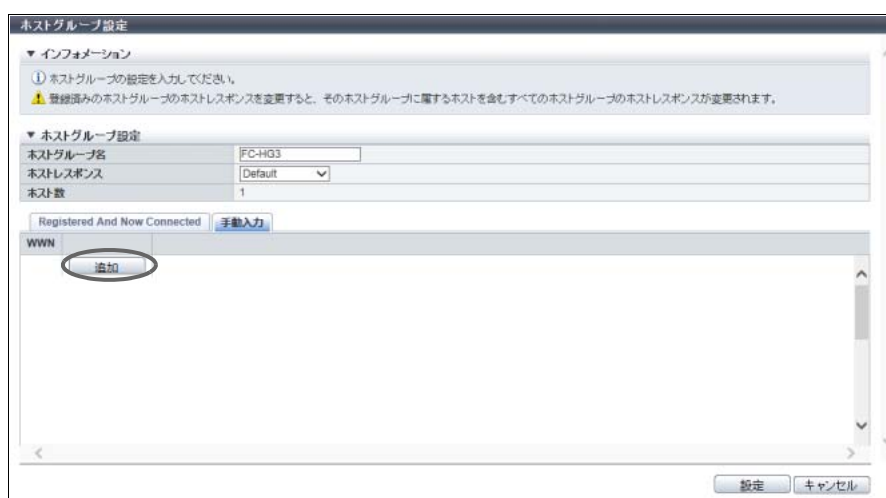 ホストグループ設定
▼ インフォメーション
ホストグループの設定を入力してください。
登録済みのホストグループのホストレスポンスを変更すると、そのホストグループに属するホストを含むすべてのホストグループのホストレスポンスが変更されます。
▼ ホストグループ設定
ホストグループ名 FC-HG3
ホストレスポンス Default
ホスト数 1
Registered And Now Connected 手動入力
WWN
追加
設定 キャンセル